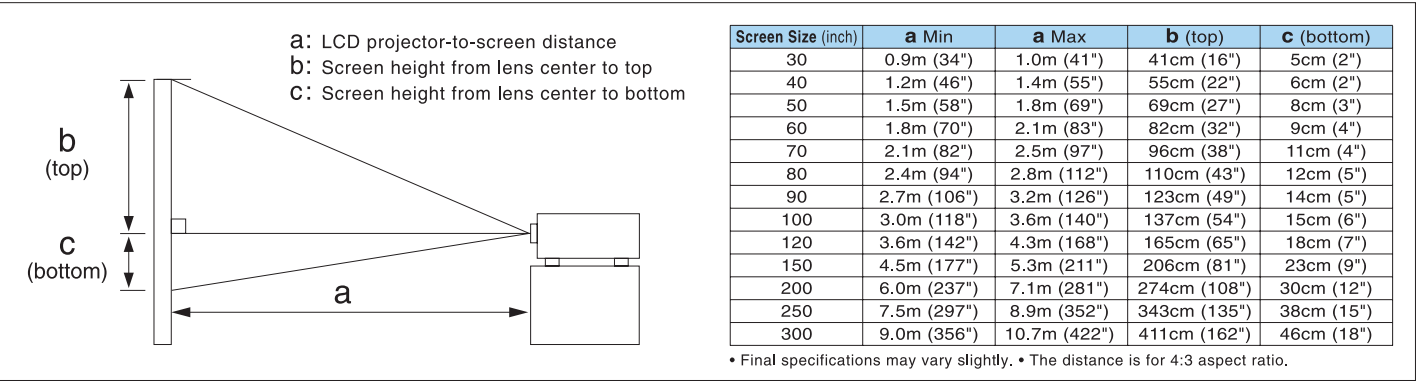 a: LCD projector-to-screen distance
b: Screen height from lens center to top
c: Screen height from lens center to bottom
b
(top)
c
(bottom)
a
Screen Size (inch) a Min a Max b (top) c (bottom)
30 0.9m (34") 1.0m (41") 41cm (16") 5cm (2")
40 1.2m (46") 1.4m (55") 55cm (22") 6cm (2")
50 1.5m (58") 1.8m (69") 69cm (27") 8cm (3")
60 1.8m (70") 2.1m (83") 82cm (32") 9cm (4")
70 2.1m (82") 2.5m (97") 96cm (38") 11cm (4")
80 2.4m (94") 2.8m (112") 110cm (43") 12cm (5")
90 2.7m (106") 3.2m (126") 123cm (49") 14cm (5")
100 3.0m (118") 3.6m (140") 137cm (54") 15cm (6")
120 3.6m (142") 4.3m (168") 165cm (65") 18cm (7")
150 4.5m (177") 5.3m (211") 206cm (81") 23cm (9")
200 6.0m (237") 7.1m (281") 274cm (108") 30cm (12")
250 7.5m (297") 8.9m (352") 343cm (135") 38cm (15")
300 9.0m (356") 10.7m (422") 411cm (162") 46cm (18")
• Final specifications may vary slightly. • The distance is for 4:3 aspect ratio.